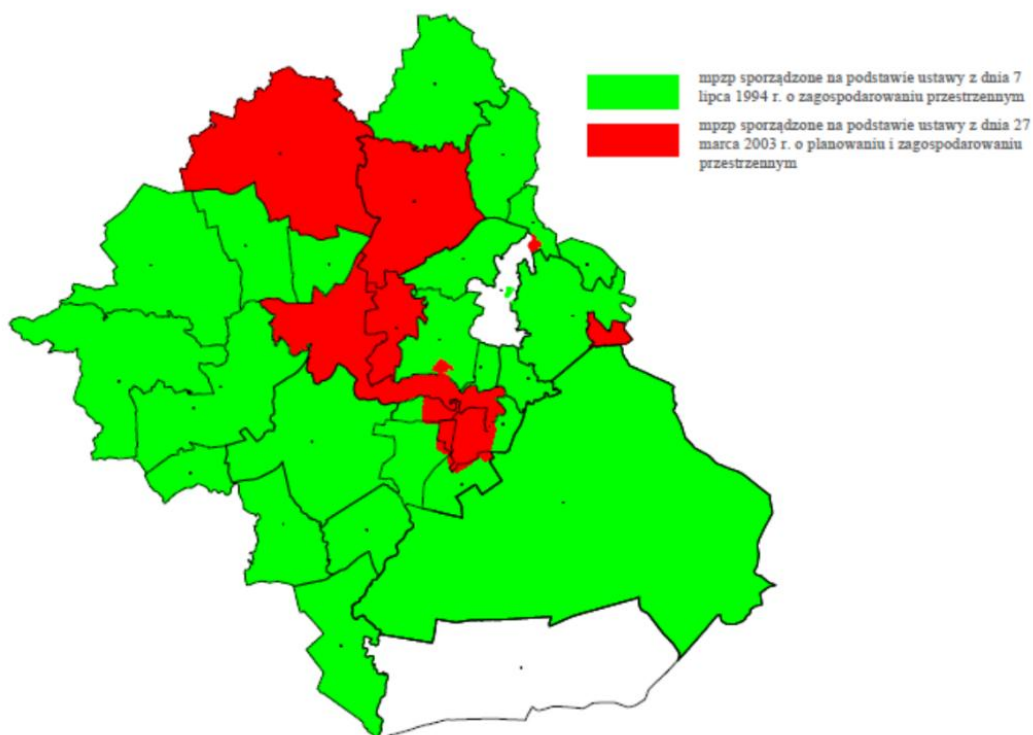 mpzp sporządzone na podstawie ustawy z dnia 7
lipca 1994 r. o zagospodarowaniu przestrzennym
mpzp sporządzone na podstawie ustawy z dnia 27
marca 2003 r. o planowaniu i zagospodarowaniu
przestrzennym